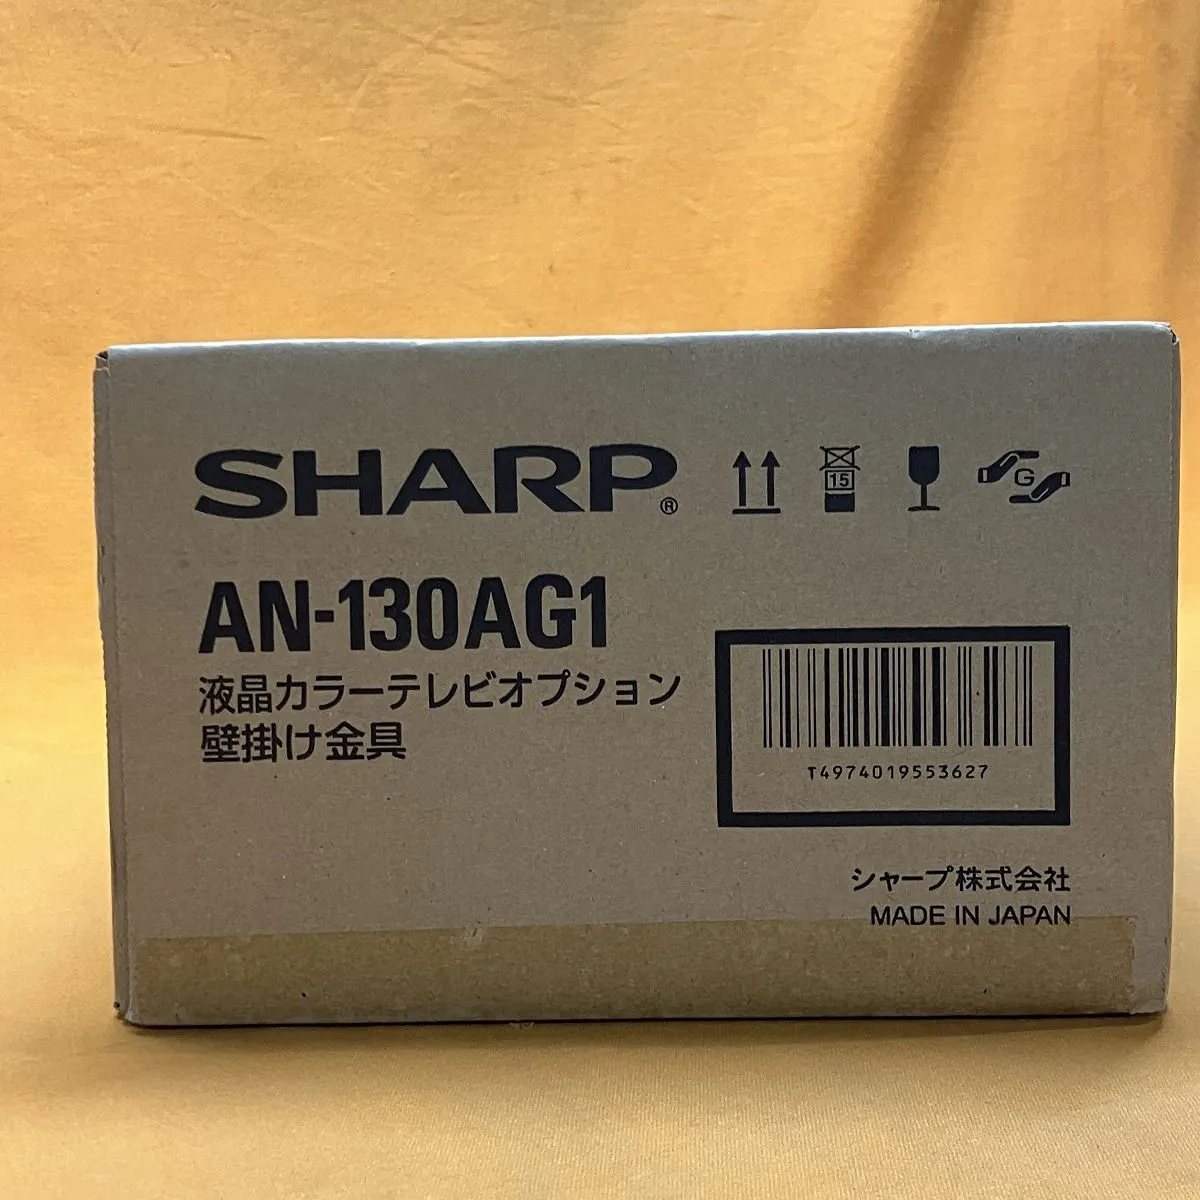 SHARP®
15
G
AN-130AG1
液晶カラーテレビオプション
壁掛け金具
T4974019553627
シャープ株式会社
MADE IN JAPAN